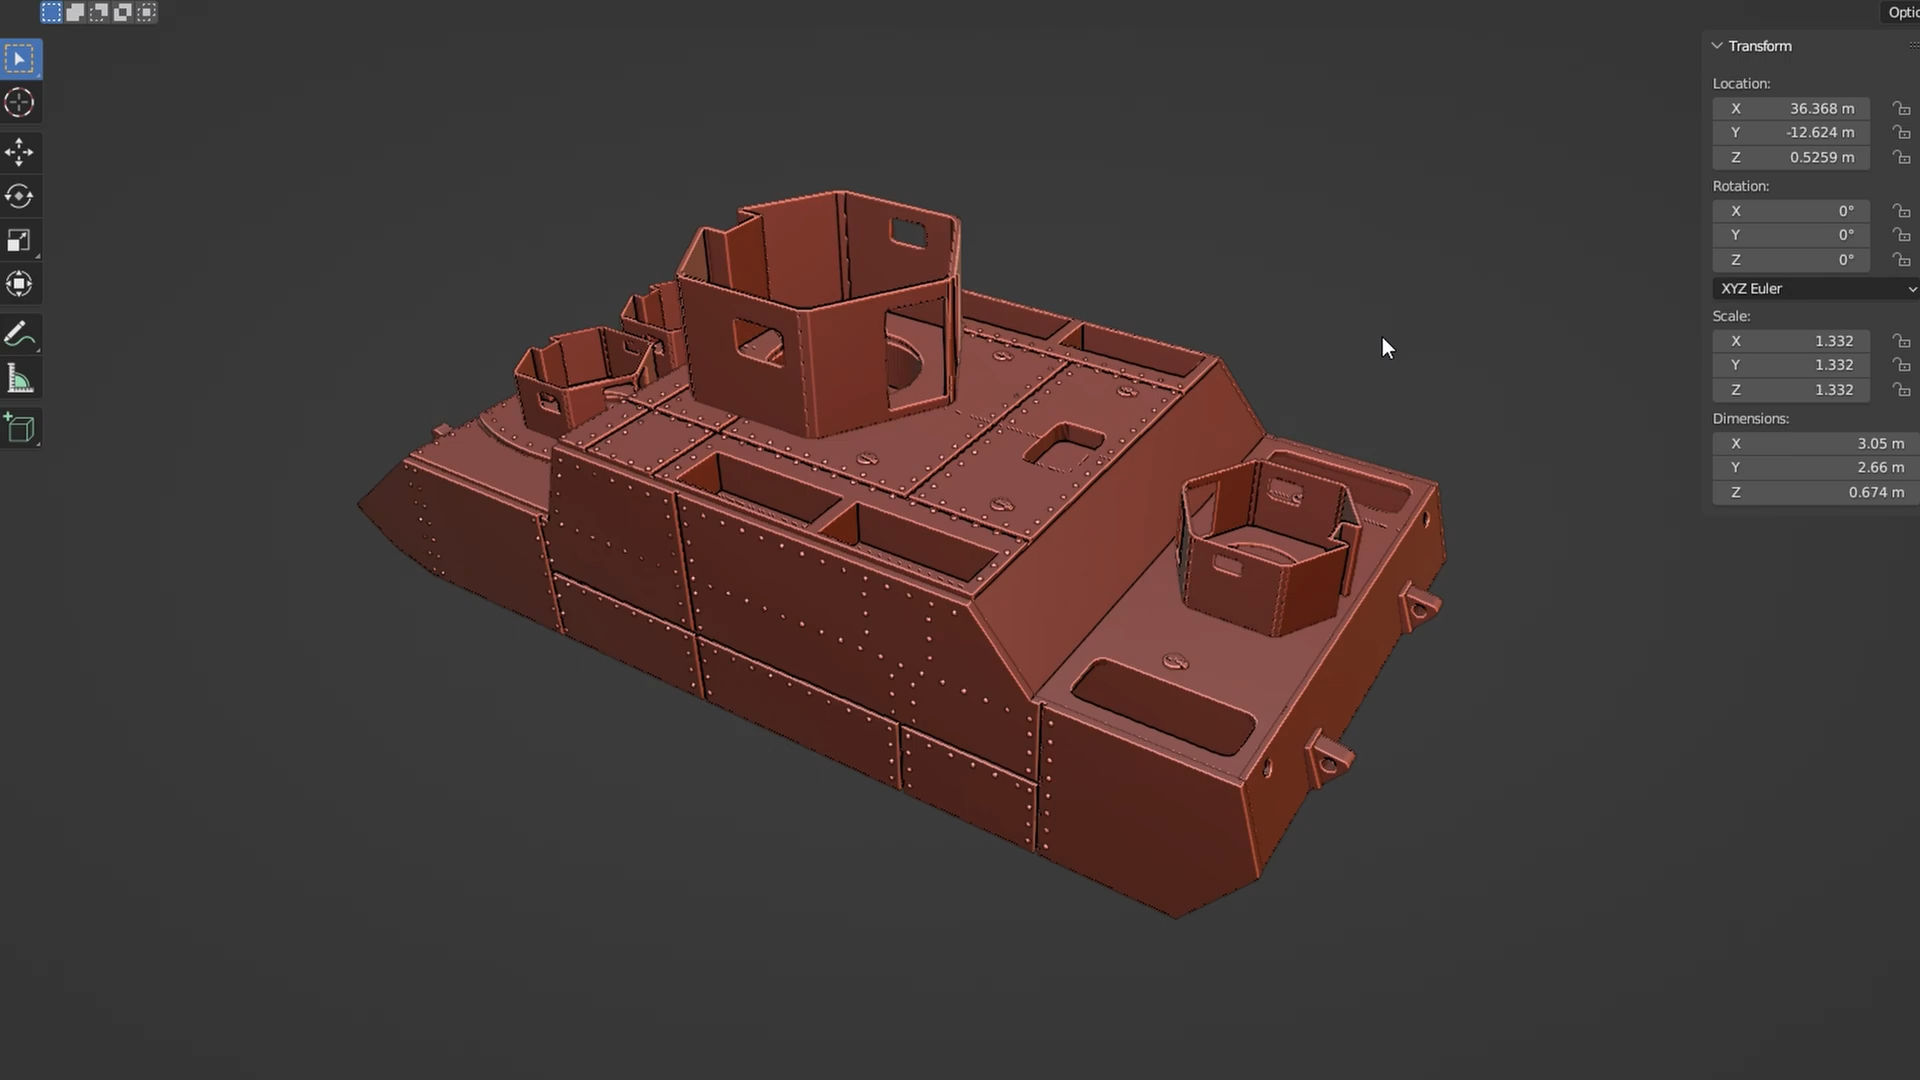 Optio
Transform
Location:
X 36.368 m
Y -12.624 m
Z 0.5259 m
Rotation:
X 0°
Y 0°
Z 0°
XYZ Euler
Scale:
X 1.332
Y 1.332
Z 1.332
Dimensions:
X 3.05 m
Y 2.66 m
Z 0.674 m